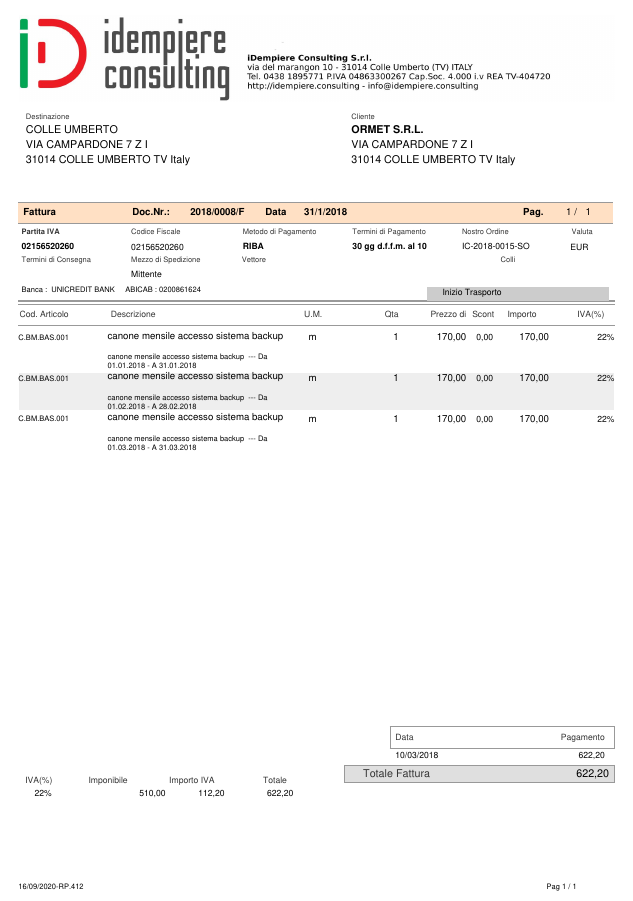 iD idempiere consulting
iDempiere Consulting S.r.l.
via del marangon 10 - 31014 Colle Umberto (TV) ITALY
Tel. 0438 1895771 P.IVA 04863300267 Cap.Soc. 4.000 i.v REA TV-404720
http://idempiere.consulting - info@idempiere.consulting
Destinazione Cliente
COLLE UMBERTO ORMET S.R.L.
VIA CAMPARDONE 7 Z I VIA CAMPARDONE 7 Z I
31014 COLLE UMBERTO TV Italy 31014 COLLE UMBERTO TV Italy
Fattura Doc.Nr.: 2018/0008/F Data 31/1/2018 Pag. 1 / 1
Partita IVA Codice Fiscale Metodo di Pagamento Termini di Pagamento Nostro Ordine Valuta
02156520260 02156520260 RIBA 30 gg d.f.f.m. al 10 IC-2018-0015-SO EUR
Termini di Consegna Mezzo di Spedizione Vettore Colli
Mittente
Banca : UNICREDIT BANK ABICAB : 0200861624 Inizio Trasporto
Cod. Articolo Descrizione U.M. Qta Prezzo di Scont Importo IVA(%)
C.BM.BAS.001 canone mensile accesso sistema backup m 1 170,00 0,00 170,00 22%
canone mensile accesso sistema backup --- Da
01.01.2018 - A 31.01.2018
C.BM.BAS.001 canone mensile accesso sistema backup m 1 170,00 0,00 170,00 22%
canone mensile accesso sistema backup --- Da
01.02.2018 - A 28.02.2018
C.BM.BAS.001 canone mensile accesso sistema backup m 1 170,00 0,00 170,00 22%
canone mensile accesso sistema backup --- Da
01.03.2018 - A 31.03.2018
Data Pagamento
10/03/2018 622,20
Totale Fattura 622,20
IVA(%) Imponibile Importo IVA Totale
22% 510,00 112,20 622,20
16/09/2020-RP.412 Pag 1 / 1